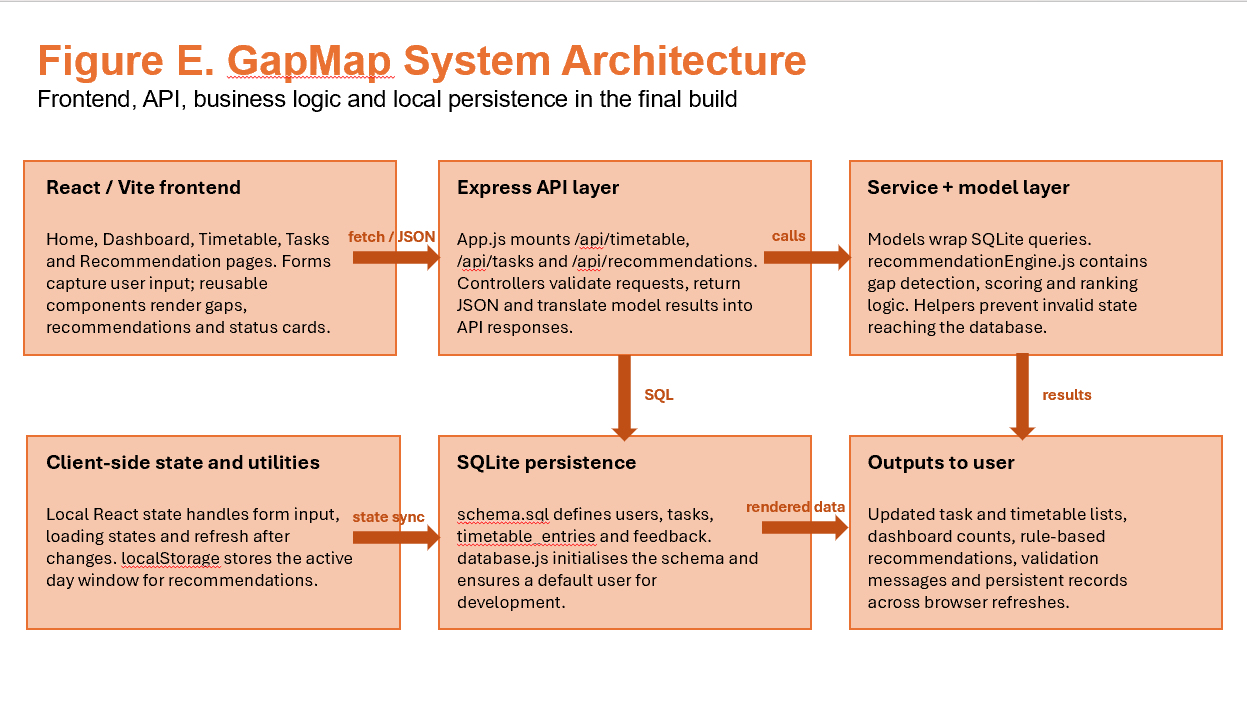 Figure E. GapMap System Architecture
Frontend, API, business logic and local persistence in the final build
React / Vite frontend
Home, Dashboard, Timetable, Tasks
and Recommendation pages. Forms
capture user input; reusable
components render gaps,
recommendations and status cards.
fetch / JSON
Express API layer
App.js mounts /api/timetable,
/api/tasks and /api/recommendations.
Controllers validate requests, return
JSON and translate model results into
API responses.
calls
Service + model layer
Models wrap SQLite queries.
recommendationEngine.js contains
gap detection, scoring and ranking
logic. Helpers prevent invalid state
reaching the database.
SQL
results
Client-side state and utilities
Local React state handles form input,
loading states and refresh after
changes. localStorage stores the active
day window for recommendations.
state sync
SQLite persistence
schema.sql defines users, tasks,
timetable_entries and feedback.
database.js initialises the schema and
ensures a default user for
development.
rendered data
Outputs to user
Updated task and timetable lists,
dashboard counts, rule-based
recommendations, validation
messages and persistent records
across browser refreshes.